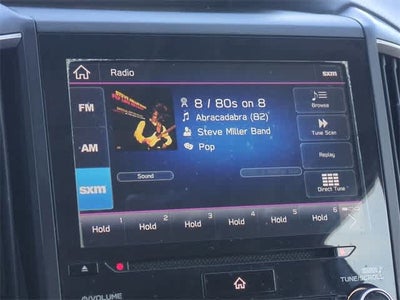 Radio
sxm
FM
8 / 80s on 8
Browse
Abracadabra (82)
AM
Steve Miller Band
Tune Scan
Pop
Replay
sxm
Sound
Direct Tune
1 2 3 4 5 6
Hold Hold Hold Hold Hold Hold
VOLUME
TUNE/SCROLL